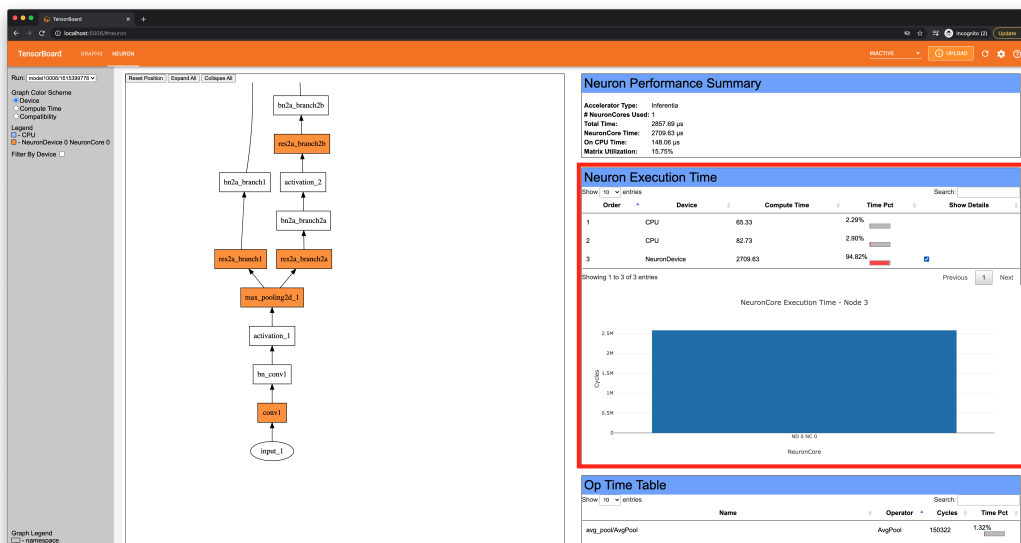 TensorBoard
localhost:6006/#neuron
Incognito (2)
Update
TensorBoard
GRAPHS
NEURON
INACTIVE
UPLOAD
Run: model10006/1615399776
Graph Color Scheme
Device
Compute Time
Compatibility
Legend
- CPU
- NeuronDevice 0 NeuronCore 0
Filter By Device
Graph Legend
- namespace
Reset Position Expand All Collapse All
bn2a_branch2b
res2a_branch2b
bn2a_branch1 activation_2
bn2a_branch2a
res2a_branch1 res2a_branch2a
max_pooling2d_1
activation_1
bn_conv1
conv1
input_1
Neuron Performance Summary
Accelerator Type: Inferentia
# NeuronCores Used: 1
Total Time: 2857.69 μs
NeuronCore Time: 2709.63 μs
On CPU Time: 148.06 μs
Matrix Utilization: 15.75%
Neuron Execution Time
Show 10 entries Search:
Order Device Compute Time Time Pct Show Details
1 CPU 65.33 2.29%
2 CPU 82.73 2.90%
3 NeuronDevice 2709.63 94.82%
Showing 1 to 3 of 3 entries Previous 1 Next
NeuronCore Execution Time - Node 3
2.5M
2M
1.5M
1M
0.5M
0
Cycles
ND 0 NC 0
NeuronCore
Op Time Table
Show 10 entries Search:
Name Operator Cycles Time Pct
avg_pool/AvgPool AvgPool 150322 1.32%